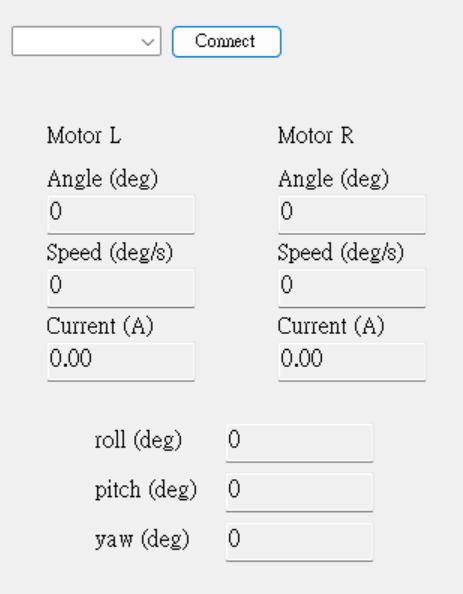 Connect
Motor L Motor R
Angle (deg) Angle (deg)
0 0
Speed (deg/s) Speed (deg/s)
0 0
Current (A) Current (A)
0.00 0.00
roll (deg) 0
pitch (deg) 0
yaw (deg) 0